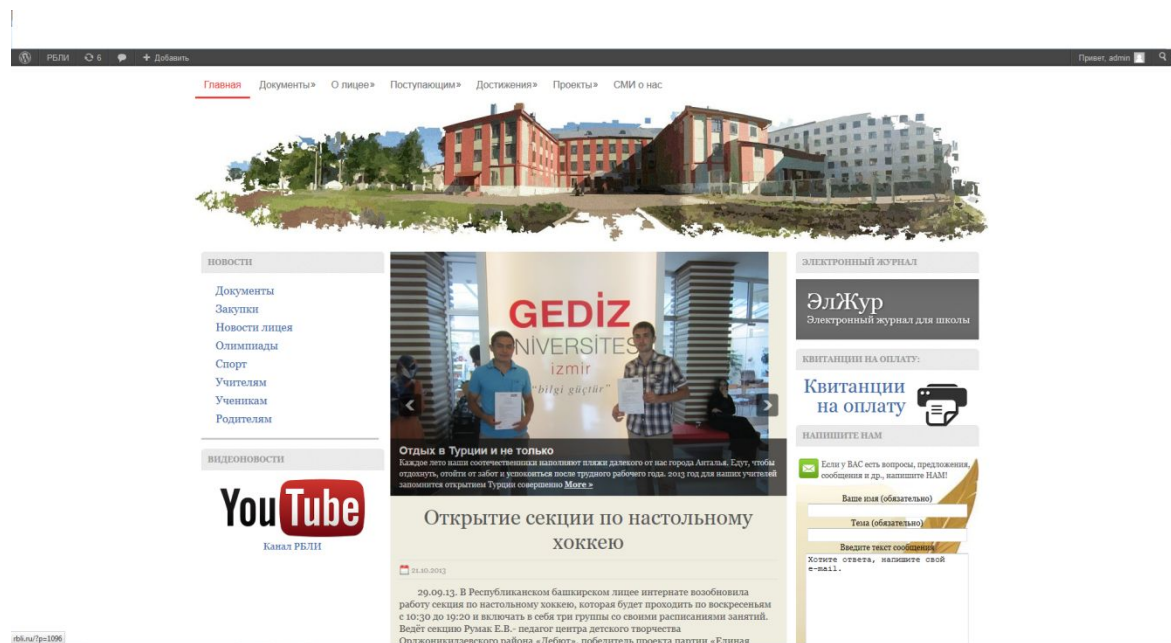 РБЛИ 6 + Добавить Привет, admin
Главная Документы» О лицее» Поступающим» Достижения» Проекты» СМИ о нас
НОВОСТИ
Документы
Закупки
Новости лицея
Олимпиады
Спорт
Учителям
Ученикам
Родителям
ВИДЕОНОВОСТИ
YouTube
Канал РБЛИ
GEDİZ
ÜNİVERSİTES
izmir
"bilgi güçtür"
Отдых в Турции и не только
Каждое лето наши соотечественники наполняют пляжи далекого от нас города Анталья. Едут, чтобы
отдохнуть, отойти от забот и успокоиться после трудного рабочего года. 2013 год для наших учителей
запомнится открытием Турции совершенно More »
Открытие секции по настольному
хоккею
21.10.2013
29.09.13. В Республиканском башкирском лицее интернате возобновила
работу секция по настольному хоккею, которая будет проходить по воскресеньям
с 10:30 до 19:20 и включать в себя три группы со своими расписаниями занятий.
Ведёт секцию Румак Е.В.- педагог центра детского творчества
Орджоникидзевского района «Дебют», победитель проекта партии «Единая
ЭЛЕКТРОННЫЙ ЖУРНАЛ
ЭлЖур
Электронный журнал для школы
КВИТАНЦИИ НА ОПЛАТУ:
Квитанции
на оплату
НАПИШИТЕ НАМ
Если у ВАС есть вопросы, предложения,
сообщения и др., напишите НАМ!
Ваше имя (обязательно)
Тема (обязательно)
Введите текст сообщения
Хотите ответа, напишите свой
e-mail.
rbli.ru/?p=1096